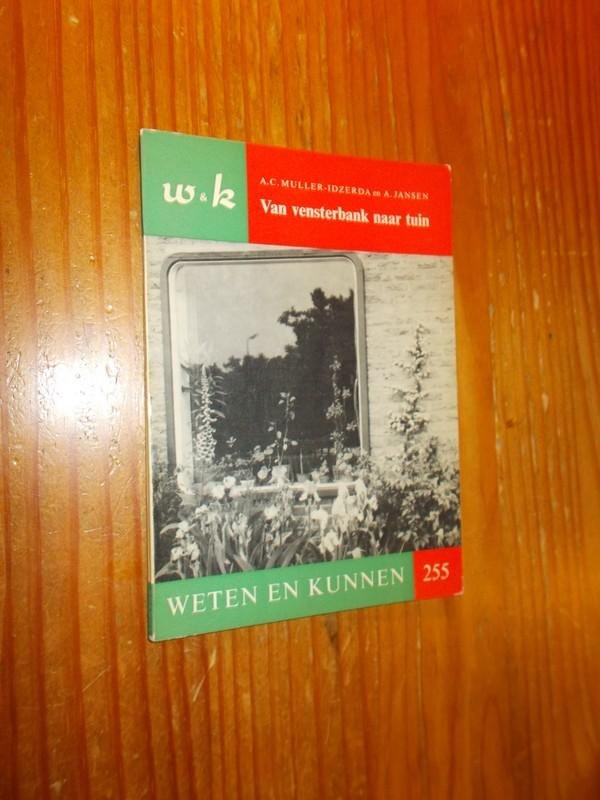 w & k
A.C. MULLER-IDZERDA en A. JANSEN
Van vensterbank naar tuin
WETEN EN KUNNEN
255